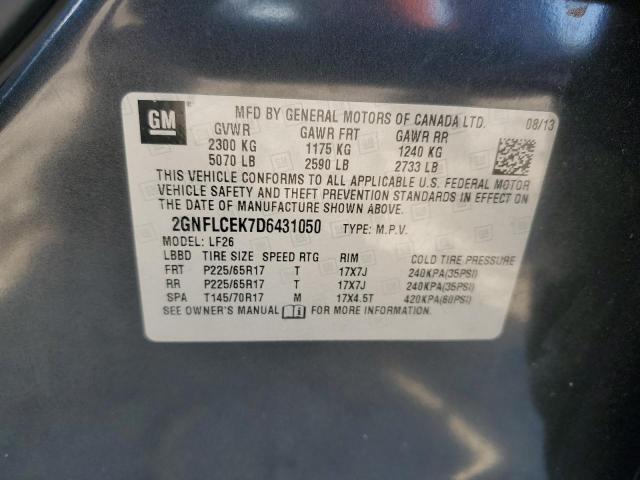 GM
MFD BY GENERAL MOTORS OF CANADA LTD. 08/13
GVWR GAWR FRT GAWR RR
2300 KG 1175 KG 1240 KG
5070 LB 2590 LB 2733 LB
THIS VEHICLE CONFORMS TO ALL APPLICABLE U.S. FEDERAL MOTOR
VEHICLE SAFETY AND THEFT PREVENTION STANDARDS IN EFFECT ON
THE DATE OF MANUFACTURE SHOWN ABOVE.
2GNFLCEK7D6431050 TYPE: M.P.V.
MODEL: LF26
LBBD TIRE SIZE SPEED RTG RIM COLD TIRE PRESSURE
FRT P225/65R17 T 17X7J 240KPA(35PSI)
RR P225/65R17 T 17X7J 240KPA(35PSI)
SPA T145/70R17 M 17X4.5T 420KPA(60PSI)
SEE OWNER'S MANUAL FOR MORE INFORMATION.